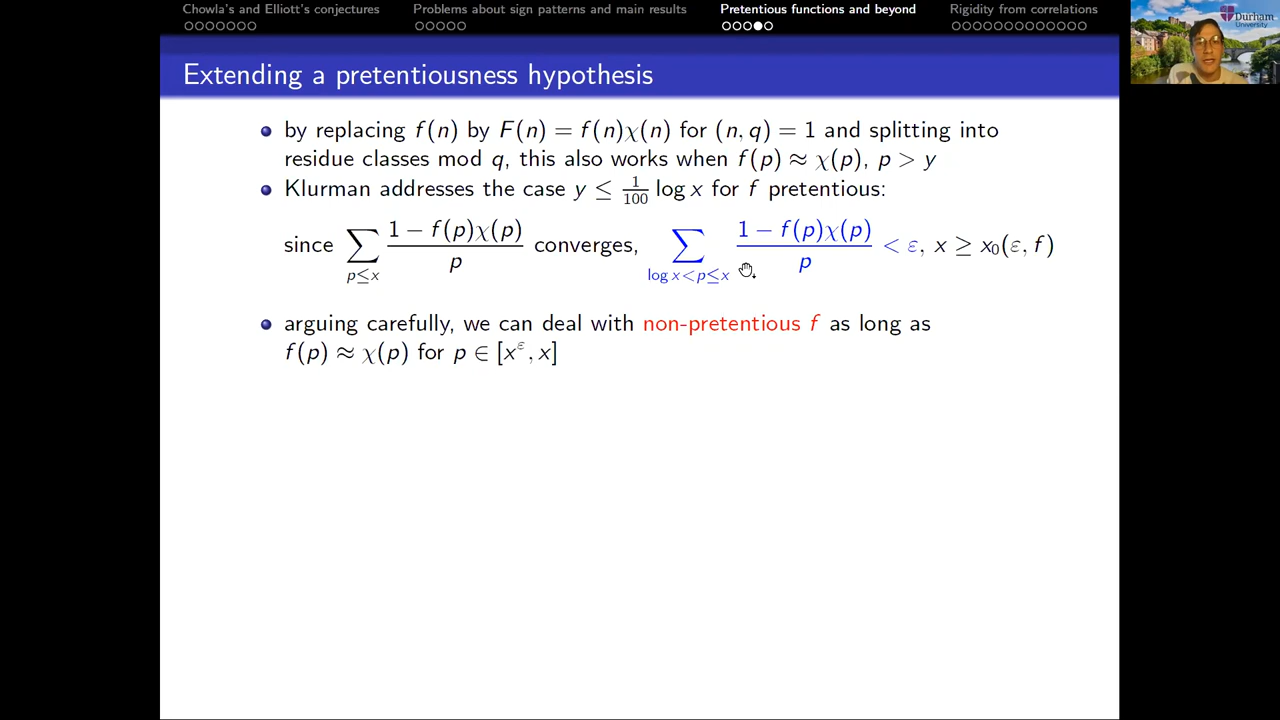 Chowla's and Elliott's conjectures Problems about sign patterns and main results Pretentious functions and beyond Rigidity from correlations
Durham
University
Extending a pretentiousness hypothesis
by replacing f(n) by F(n) = f(n)χ(n) for (n, q) = 1 and splitting into
residue classes mod q, this also works when f(p) ≈ χ(p), p > y
Klurman addresses the case y ≤ 1/100 log x for f pretentious:
since ∑_{p≤x} (1 − f(p)χ(p))/p converges, ∑_{log x<p≤x} (1 − f(p)χ(p))/p < ε, x ≥ x₀(ε, f)
arguing carefully, we can deal with non-pretentious f as long as
f(p) ≈ χ(p) for p ∈ [x^ε, x]